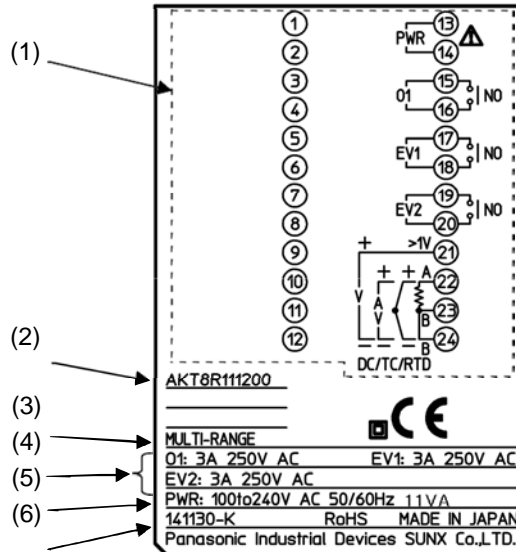 (1)
(2)
(3)
(4)
(5)
(6)
1
2
3
4
5
6
7
8
9
10
11
12
PWR 13
14
O1 15
16 NO
EV1 17
18 NO
EV2 19
20 NO
+ >1V 21
+ + A 22
V A V 23
B
B 24
DC/TC/RTD
AKT8R111200
CE
MULTI-RANGE
O1: 3A 250V AC EV1: 3A 250V AC
EV2: 3A 250V AC
PWR: 100to240V AC 50/60Hz 11VA
141130-K RoHS MADE IN JAPAN
Panasonic Industrial Devices SUNX Co.,LTD.